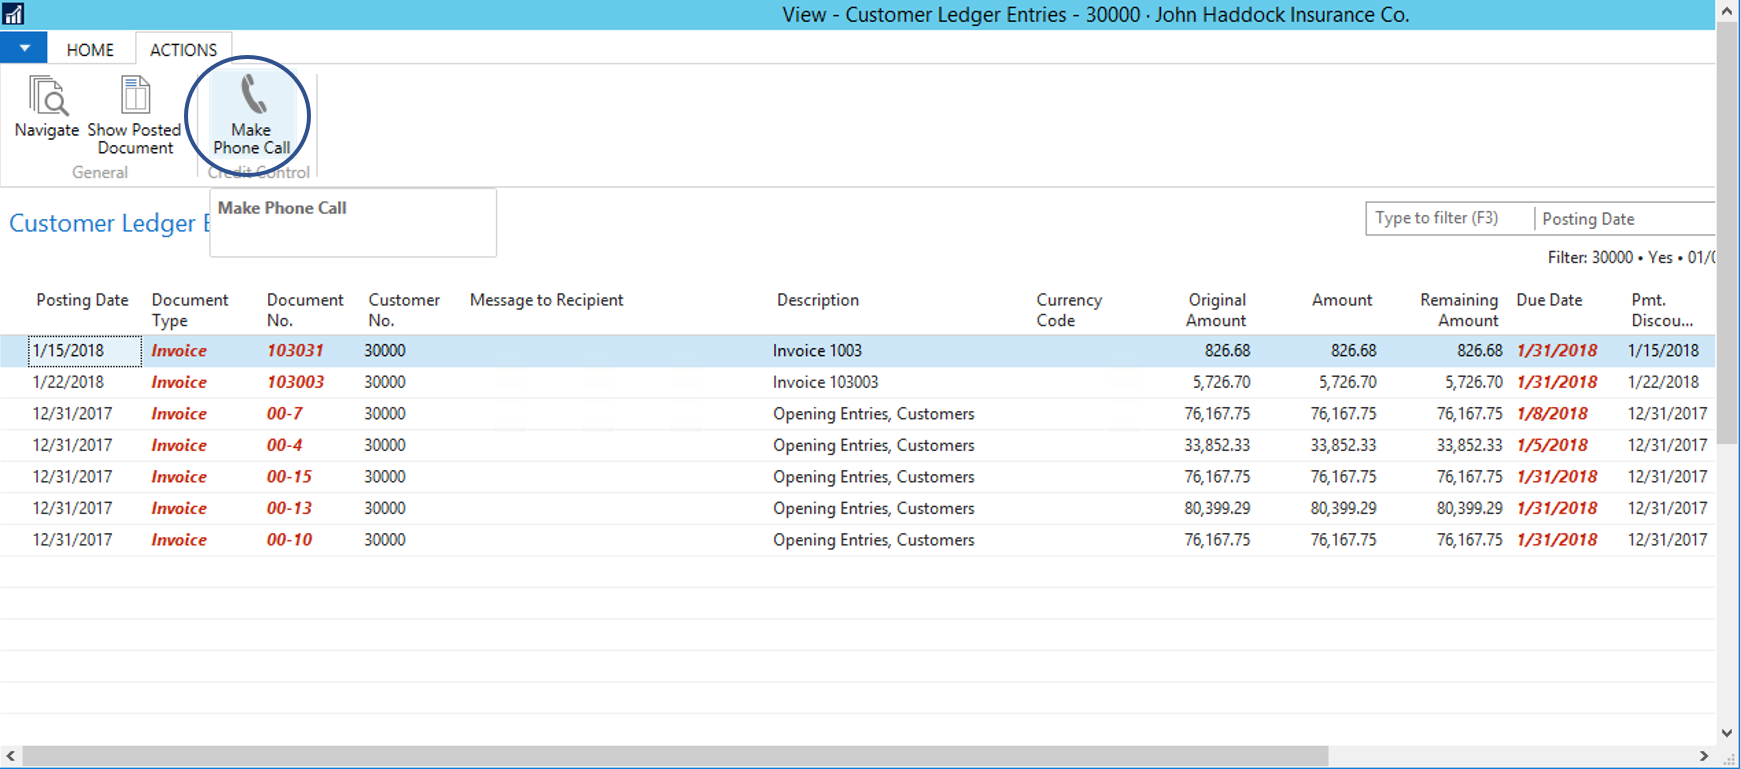 View - Customer Ledger Entries - 30000 · John Haddock Insurance Co.
HOME ACTIONS
Navigate Show Posted Document Make Phone Call
General Credit Control
Make Phone Call
Customer Ledger E
Type to filter (F3) Posting Date
Filter: 30000 • Yes • 01/0
Posting Date Document Type Document No. Customer No. Message to Recipient Description Currency Code Original Amount Amount Remaining Amount Due Date Pmt. Discou...
1/15/2018 Invoice 103031 30000 Invoice 1003 826.68 826.68 826.68 1/31/2018 1/15/2018
1/22/2018 Invoice 103003 30000 Invoice 103003 5,726.70 5,726.70 5,726.70 1/31/2018 1/22/2018
12/31/2017 Invoice 00-7 30000 Opening Entries, Customers 76,167.75 76,167.75 76,167.75 1/8/2018 12/31/2017
12/31/2017 Invoice 00-4 30000 Opening Entries, Customers 33,852.33 33,852.33 33,852.33 1/5/2018 12/31/2017
12/31/2017 Invoice 00-15 30000 Opening Entries, Customers 76,167.75 76,167.75 76,167.75 1/31/2018 12/31/2017
12/31/2017 Invoice 00-13 30000 Opening Entries, Customers 80,399.29 80,399.29 80,399.29 1/31/2018 12/31/2017
12/31/2017 Invoice 00-10 30000 Opening Entries, Customers 76,167.75 76,167.75 76,167.75 1/31/2018 12/31/2017